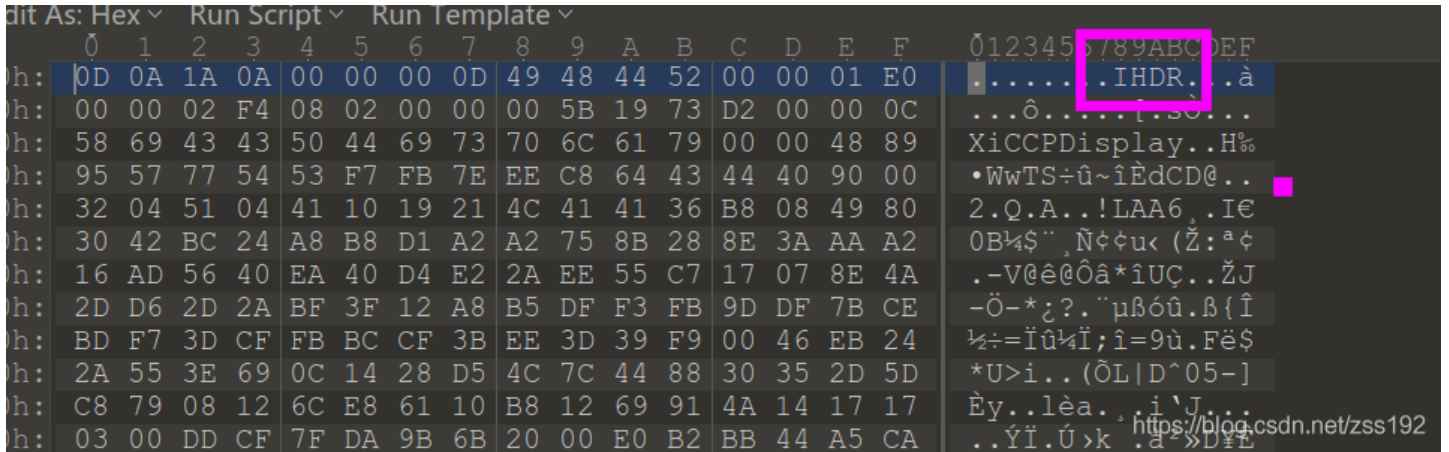 dit As: Hex Run Script Run Template
0 1 2 3 4 5 6 7 8 9 A B C D E F 0123456789ABCDEF
0h: 0D 0A 1A 0A 00 00 00 0D 49 48 44 52 00 00 01 E0 ........IHDR...à
0h: 00 00 02 F4 08 02 00 00 00 5B 19 73 D2 00 00 0C ...ô.....[.sÒ...
0h: 58 69 43 43 50 44 69 73 70 6C 61 79 00 00 48 89 XiCCPDisplay..H‰
0h: 95 57 77 54 53 F7 FB 7E EE C8 64 43 44 40 90 00 •WwTS÷û~îÈdCD@..
0h: 32 04 51 04 41 10 19 21 4C 41 41 36 B8 08 49 80 2.Q.A..!LAA6¸.I€
0h: 30 42 BC 24 A8 B8 D1 A2 A2 75 8B 28 8E 3A AA A2 0B¼$¨¸Ñ¢¢u‹(Ž:ª¢
0h: 16 AD 56 40 EA 40 D4 E2 2A EE 55 C7 17 07 8E 4A .-V@ê@Ôâ*îUÇ..ŽJ
0h: 2D D6 2D 2A BF 3F 12 A8 B5 DF F3 FB 9D DF 7B CE -Ö-*¿?.¨µßóû.ß{Î
0h: BD F7 3D CF FB BC CF 3B EE 3D 39 F9 00 46 EB 24 ½÷=Ïû¼Ï;î=9ù.Fë$
0h: 2A 55 3E 69 0C 14 28 D5 4C 7C 44 88 30 35 2D 5D *U>i..(ÕL|Dˆ05-]
0h: C8 79 08 12 6C E8 61 10 B8 12 69 91 4A 14 17 17 Èy..lèa.¸.i‘J...
0h: 03 00 DD CF 7F DA 9B 6B 20 00 E0 B2 BB 44 A5 CA ..ÝÏ.Ú›k .à²»D¥Ê
https://blog.csdn.net/zss192